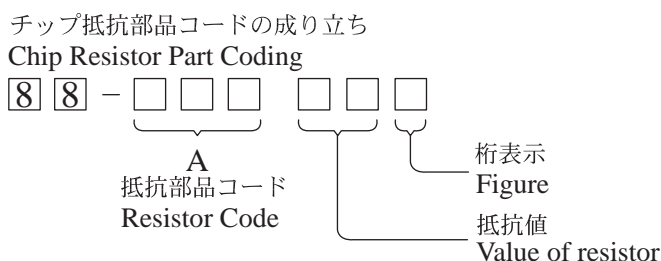 チップ抵抗部品コードの成り立ち
Chip Resistor Part Coding
8 8 - □ □ □ □ □ □
A
抵抗部品コード
Resistor Code
桁表示
Figure
抵抗値
Value of resistor